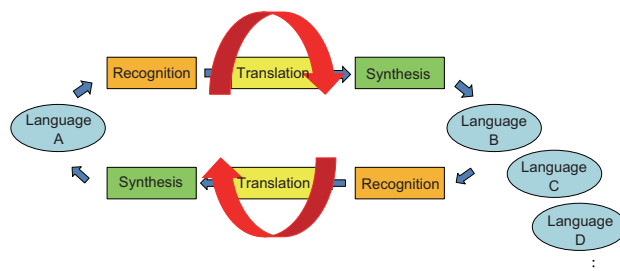 Recognition
Translation
Synthesis
Language
A
Language
B
Synthesis
Translation
Recognition
Language
C
Language
D
: